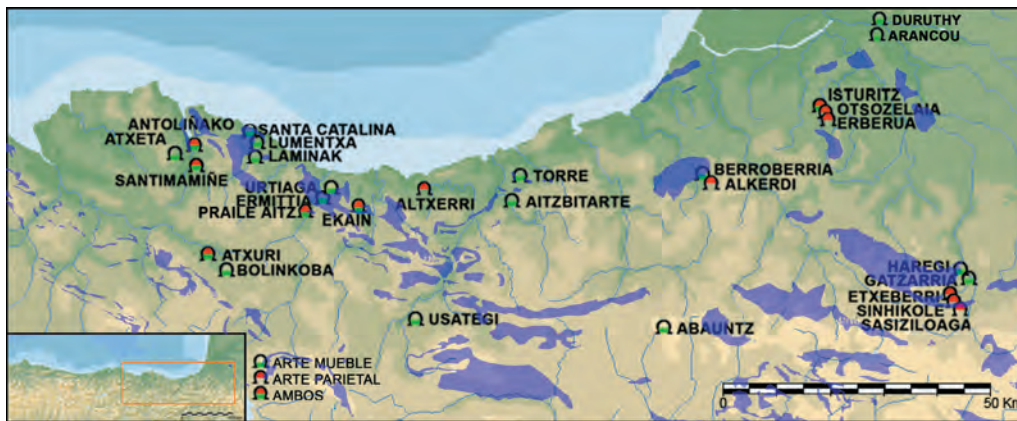 DURUTHY
ARANCOU
ISTURITZ
OTSOZELAIA
ERBERUA
ANTOLIÑAKO
ATXETA
SANTIMAMIÑE
SANTA CATALINA
LUMENTXA
LAMINAK
URTIAGA
ERMITTIA
PRAILE AITZ
EKAIN
ALTXERRI
TORRE
AITZBITARTE
BERROBERRIA
ALKERDI
ATXURI
BOLINKOBA
HAREGI
GATZARRIA
ETXEBERRI
SINHIKOLE
SASIZILOAGA
USATEGI
ABAUNTZ
ARTE MUEBLE
ARTE PARIETAL
AMBOS
0 50 Km